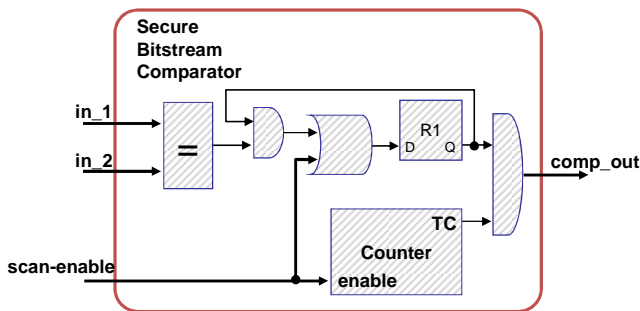 Secure
Bitstream
Comparator
in_1
in_2
=
R1
D
Q
comp_out
TC
Counter
enable
scan-enable